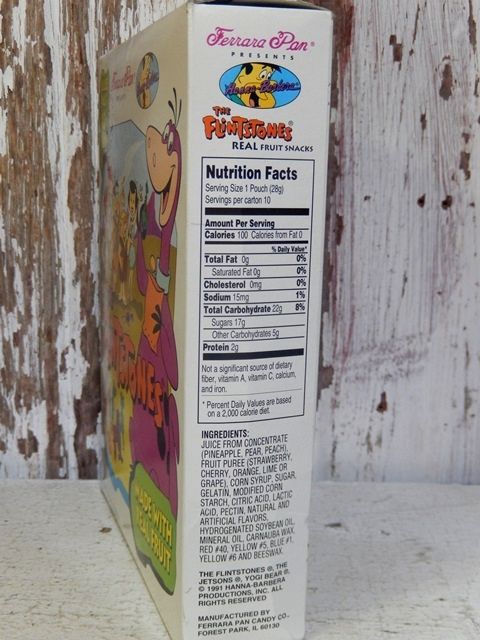 Ferrara Pan®
PRESENTS
Hanna-Barbera
THE
FLINTSTONES®
REAL FRUIT SNACKS
Nutrition Facts
Serving Size 1 Pouch (28g)
Servings per carton 10
Amount Per Serving
Calories 100 Calories from Fat 0
% Daily Value*
Total Fat 0g 0%
Saturated Fat 0g 0%
Cholesterol 0mg 0%
Sodium 15mg 1%
Total Carbohydrate 22g 8%
Sugars 17g
Other Carbohydrates 5g
Protein 2g
Not a significant source of dietary
fiber, vitamin A, vitamin C, calcium,
and iron.
* Percent Daily Values are based
on a 2,000 calorie diet.
INGREDIENTS:
JUICE FROM CONCENTRATE
(PINEAPPLE, PEAR, PEACH),
FRUIT PUREE (STRAWBERRY,
CHERRY, ORANGE, LIME OR
GRAPE), CORN SYRUP, SUGAR,
GELATIN, MODIFIED CORN
STARCH, CITRIC ACID, LACTIC
ACID, PECTIN, NATURAL AND
ARTIFICIAL FLAVORS,
HYDROGENATED SOYBEAN OIL,
MINERAL OIL, CARNAUBA WAX,
RED #40, YELLOW #5, BLUE #1,
YELLOW #6 AND BEESWAX.
THE FLINTSTONES ®, THE
JETSONS ®, YOGI BEAR ®,
© 1991 HANNA-BARBERA
PRODUCTIONS, INC. ALL
RIGHTS RESERVED
MANUFACTURED BY
FERRARA PAN CANDY CO.
FOREST PARK, IL 60130
MADE WITH
REAL FRUIT